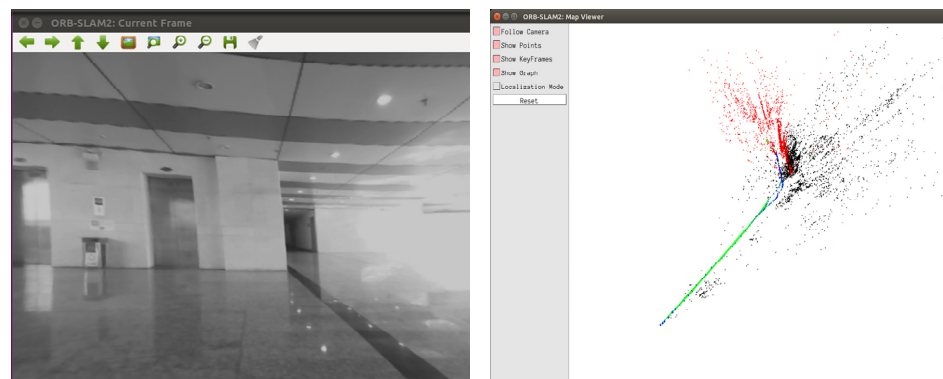 ORB-SLAM2: Current Frame
ORB-SLAM2: Map Viewer
Follow Camera
Show Points
Show KeyFrames
Show Graph
Localization Mode
Reset